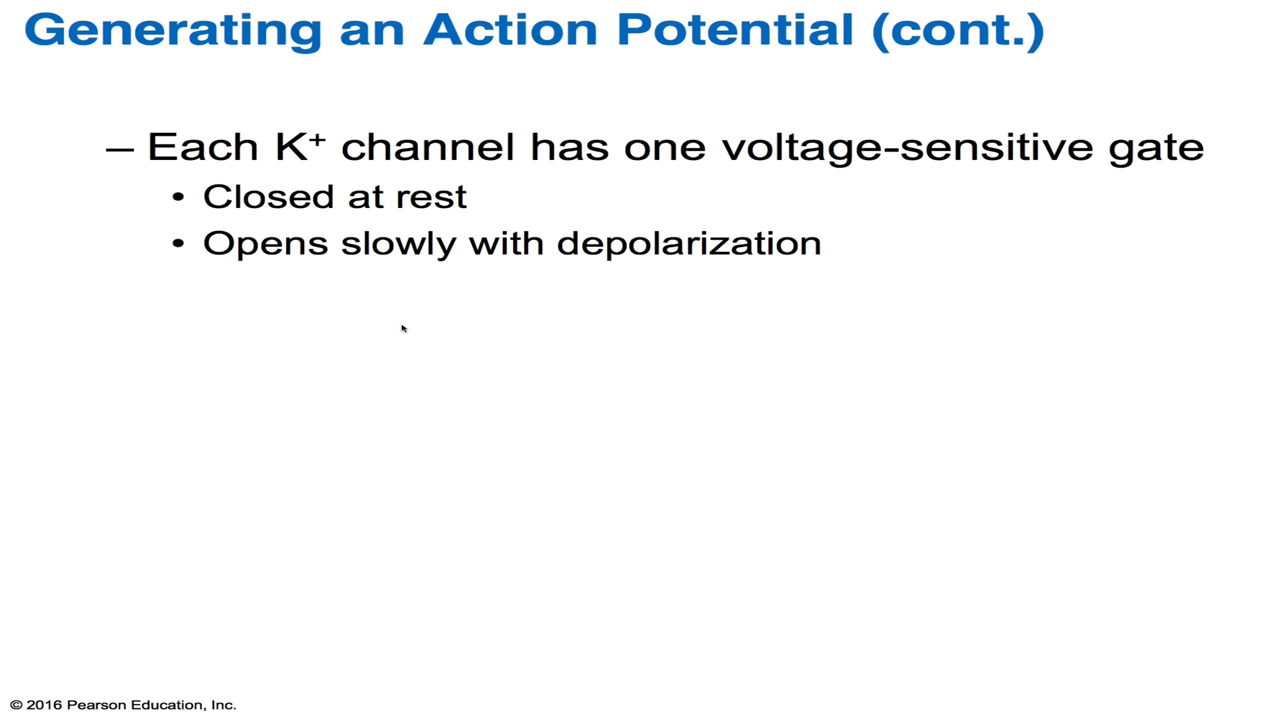 Generating an Action Potential (cont.)
– Each K⁺ channel has one voltage-sensitive gate
• Closed at rest
• Opens slowly with depolarization
© 2016 Pearson Education, Inc.